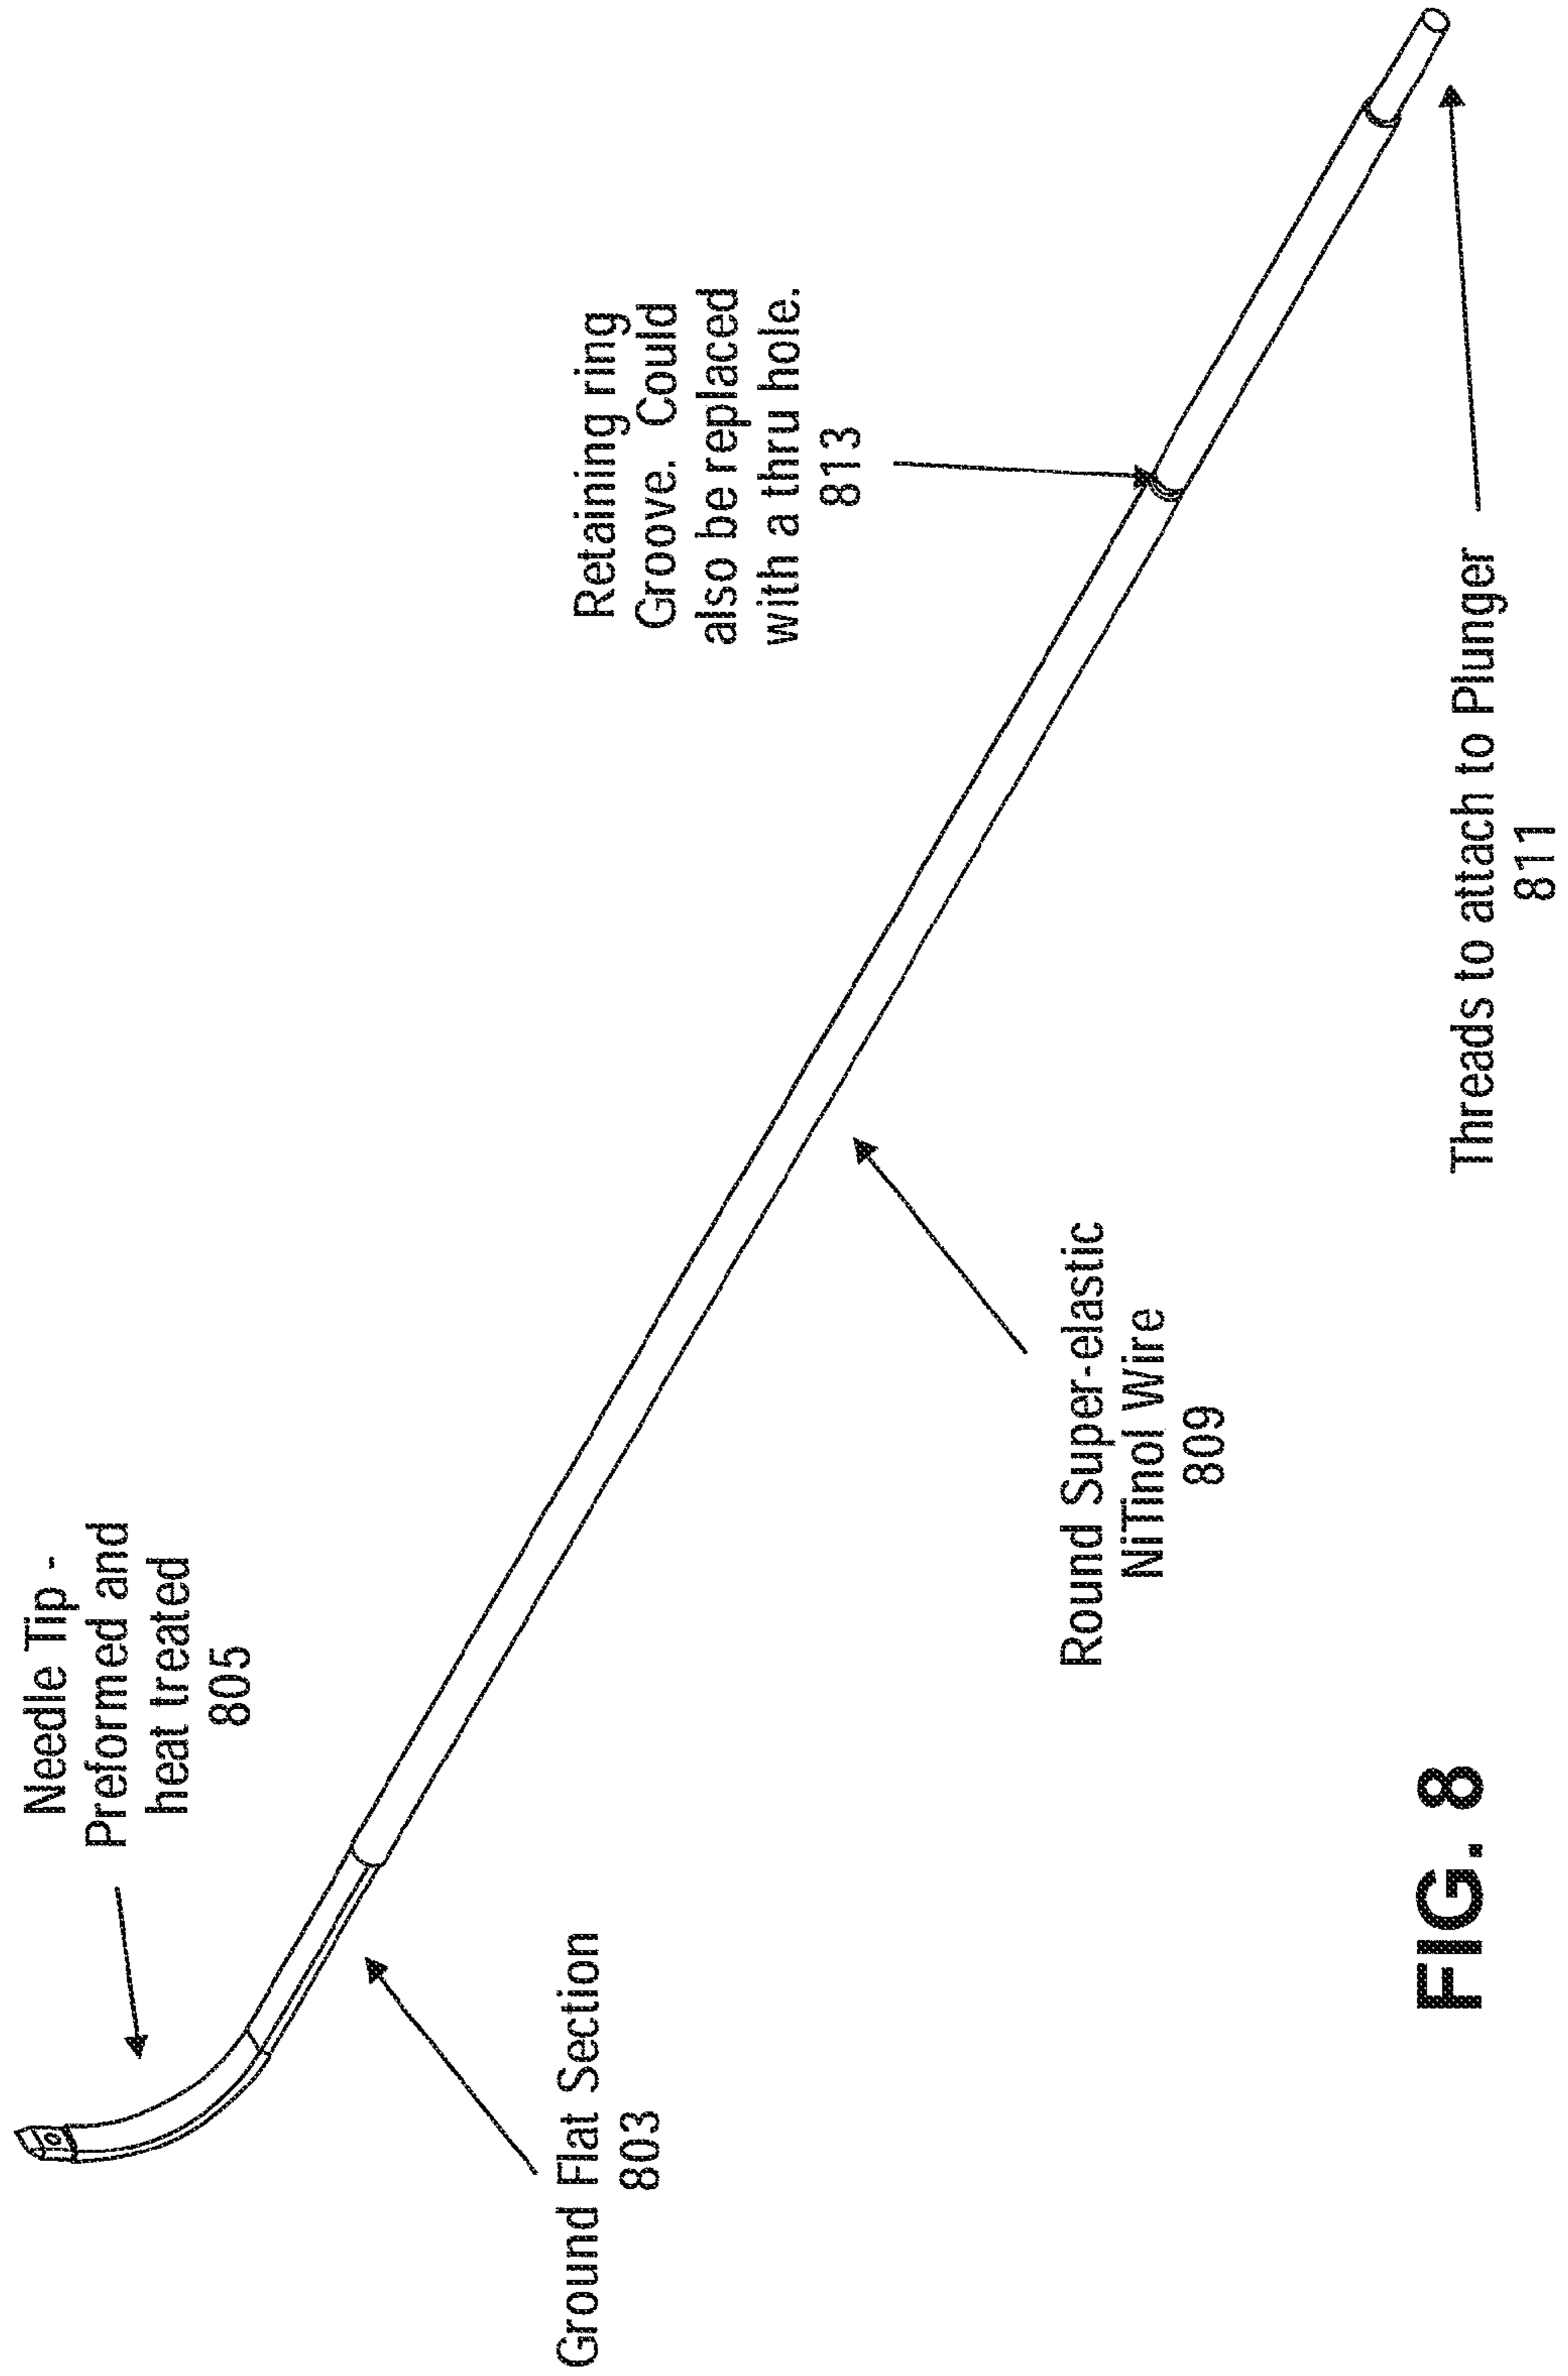 Needle Tip -
Preformed and
heat treated
805
Ground Flat Section
803
Retaining ring
Groove. Could
also be replaced
with a thru hole.
813
Round Super-elastic
NiTinol Wire
809
Threads to attach to Plunger
811
FIG. 8